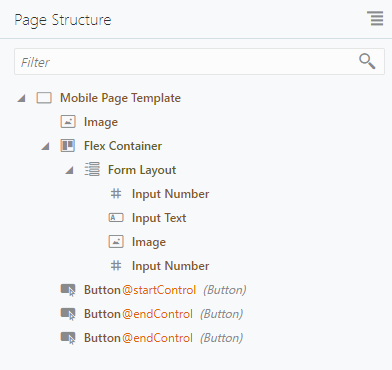 Page Structure
Filter
Mobile Page Template
Image
Flex Container
Form Layout
Input Number
Input Text
Image
Input Number
Button @startControl (Button)
Button @endControl (Button)
Button @endControl (Button)